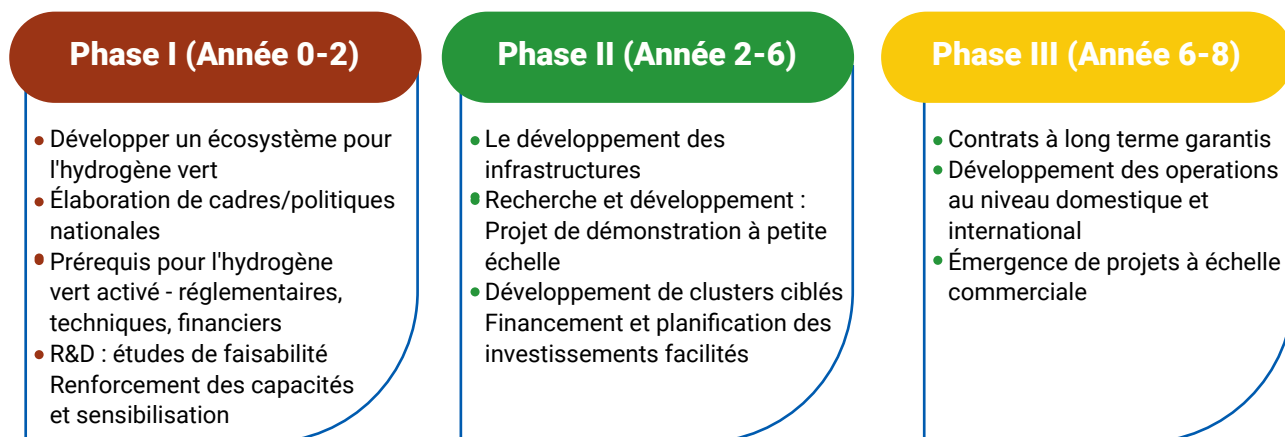 Phase I (Année 0-2)
• Développer un écosystème pour
l'hydrogène vert
• Élaboration de cadres/politiques
nationales
• Prérequis pour l'hydrogène
vert activé - réglementaires,
techniques, financiers
• R&D : études de faisabilité
Renforcement des capacités
et sensibilisation
Phase II (Année 2-6)
• Le développement des
infrastructures
• Recherche et développement :
Projet de démonstration à petite
échelle
• Développement de clusters ciblés
Financement et planification des
investissements facilités
Phase III (Année 6-8)
• Contrats à long terme garantis
• Développement des operations
au niveau domestique et
international
• Émergence de projets à échelle
commerciale